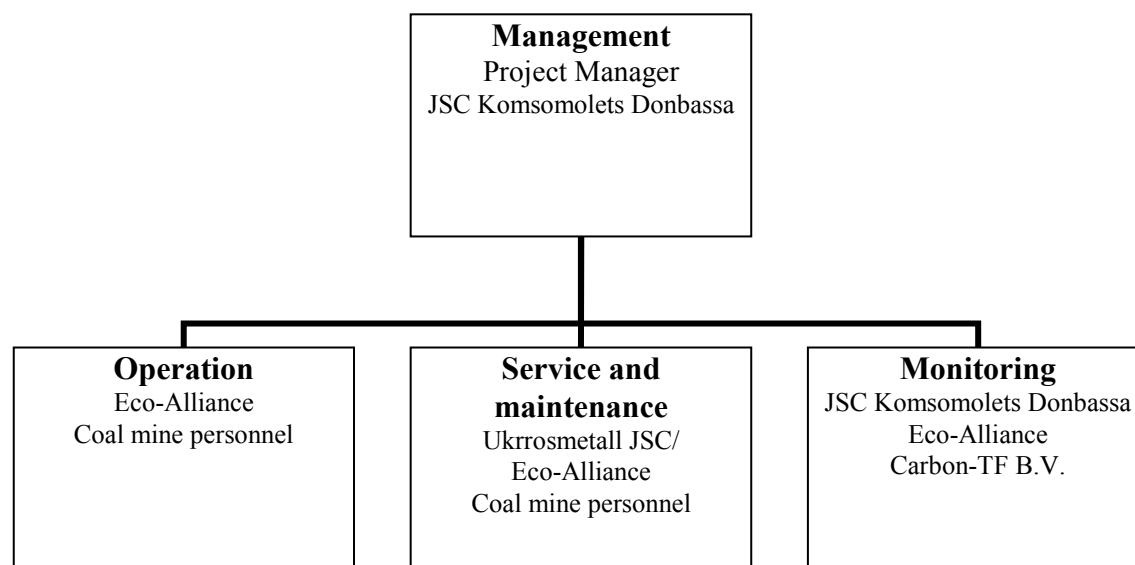 Management
Project Manager
JSC Komsomolets Donbassa
Operation
Eco-Alliance
Coal mine personnel
Service and
maintenance
Ukrrosmetall JSC/
Eco-Alliance
Coal mine personnel
Monitoring
JSC Komsomolets Donbassa
Eco-Alliance
Carbon-TF B.V.